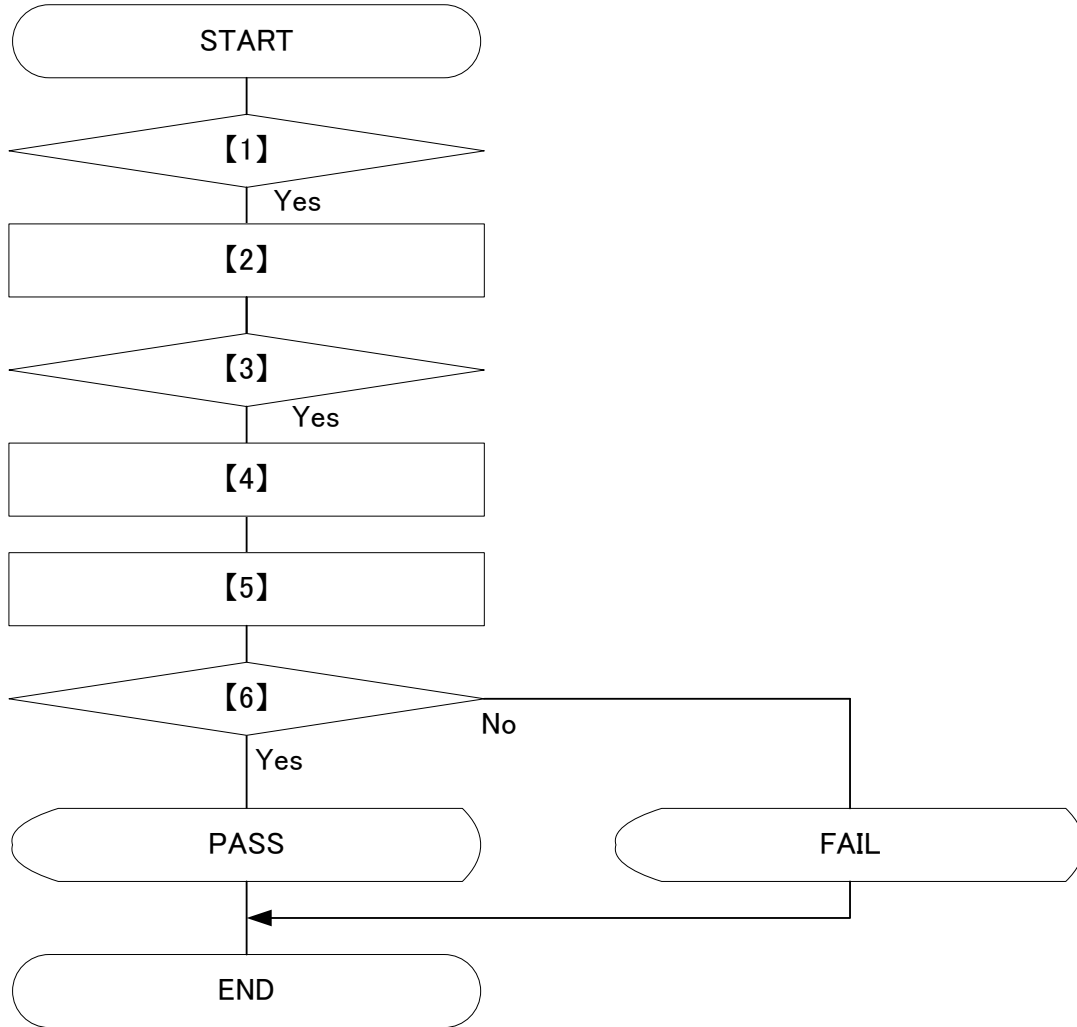 START
【1】
Yes
【2】
【3】
Yes
【4】
【5】
【6】
No
Yes
PASS
FAIL
END